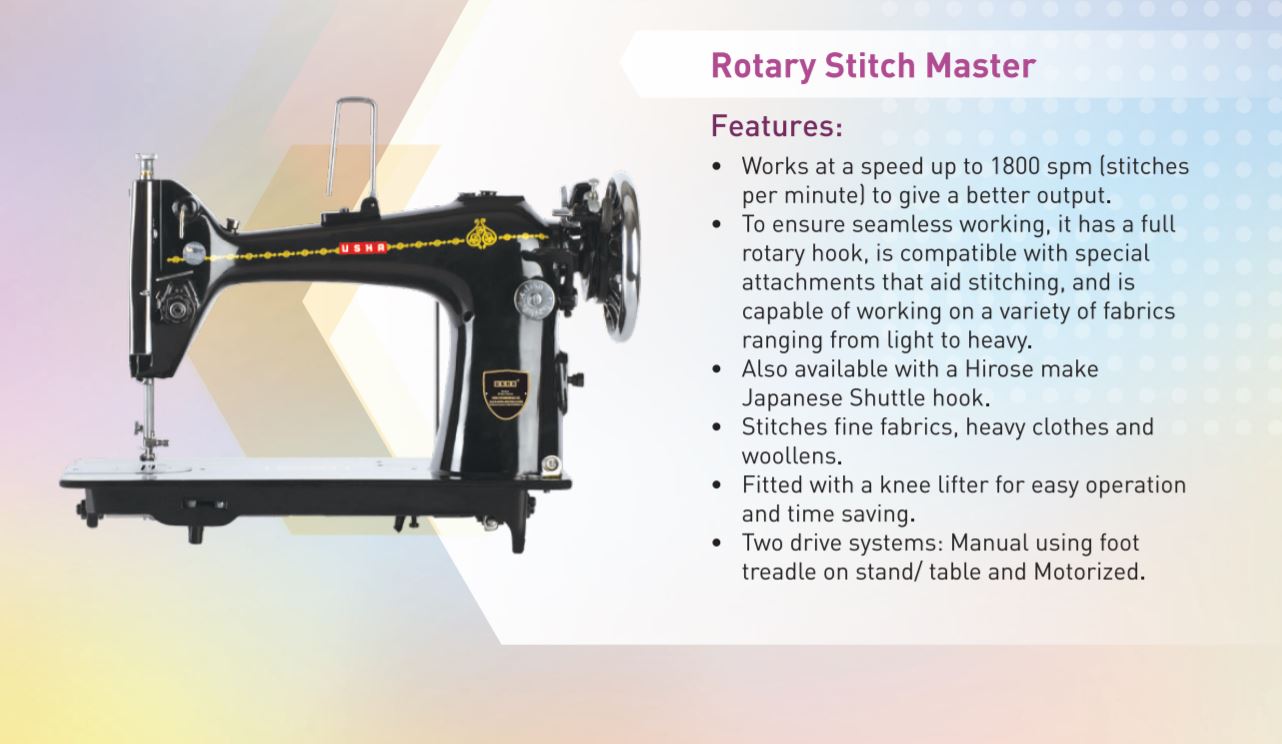 Rotary Stitch Master
Features:
• Works at a speed up to 1800 spm (stitches
per minute) to give a better output.
• To ensure seamless working, it has a full
rotary hook, is compatible with special
attachments that aid stitching, and is
capable of working on a variety of fabrics
ranging from light to heavy.
• Also available with a Hirose make
Japanese Shuttle hook.
• Stitches fine fabrics, heavy clothes and
woollens.
• Fitted with a knee lifter for easy operation
and time saving.
• Two drive systems: Manual using foot
treadle on stand/ table and Motorized.
USHA